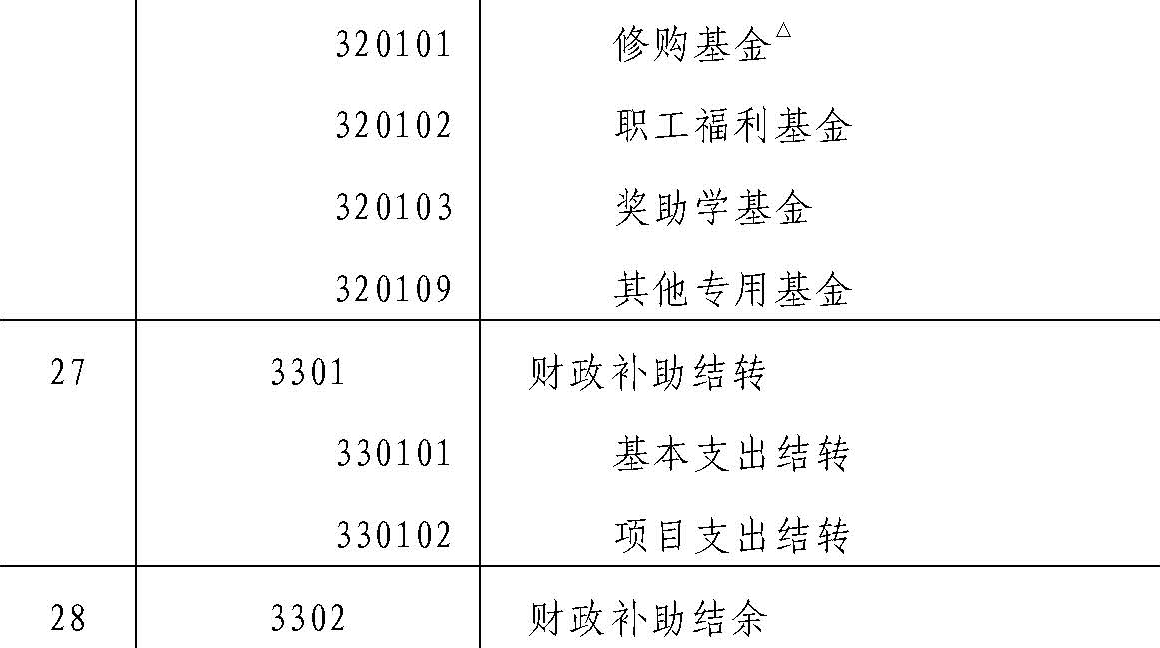 320101 修购基金△
320102 职工福利基金
320103 奖助学基金
320109 其他专用基金
27 3301 财政补助结转
330101 基本支出结转
330102 项目支出结转
28 3302 财政补助结余